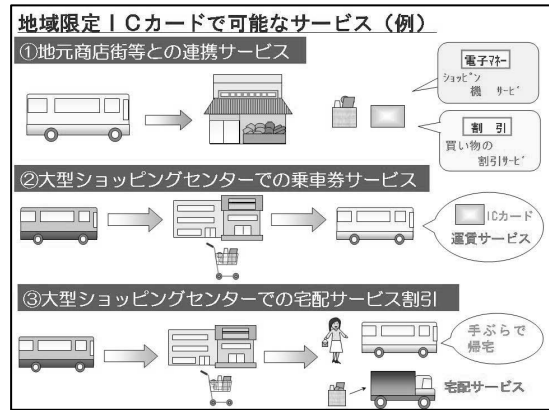 地域限定ICカードで可能なサービス（例）
①地元商店街等との連携サービス
電子マネー
ショッピン
機 サービ
割 引
買い物の
割引サービ
②大型ショッピングセンターでの乗車券サービス
ICカード
運賃サービス
③大型ショッピングセンターでの宅配サービス割引
手ぶらで
帰宅
宅配サービス